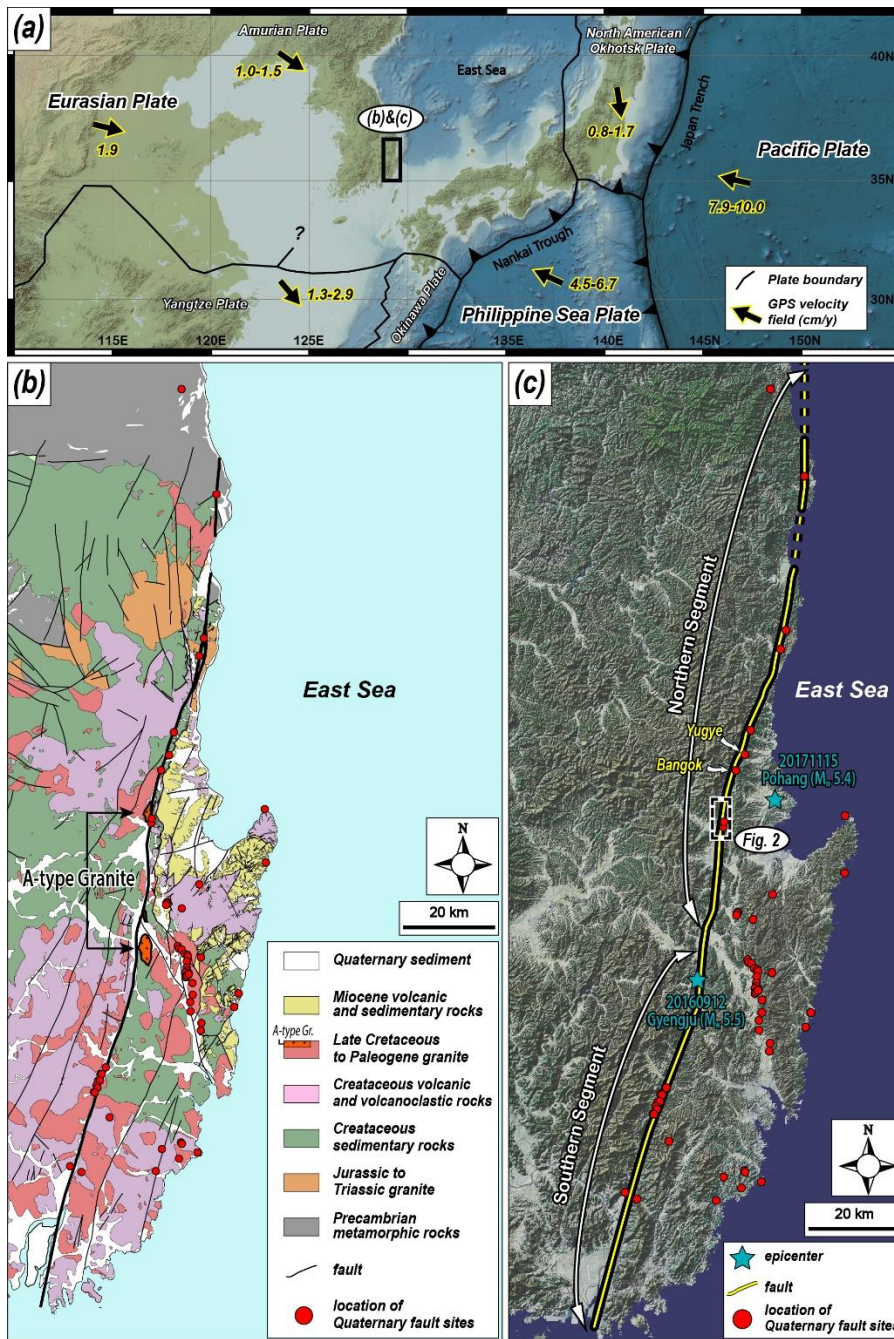 (a)
Amurian Plate
1.0-1.5
East Sea
North American /
Okhotsk Plate
40N
Eurasian Plate
1.9
(b)&(c)
0.8-1.7
Japan Trench
Pacific Plate
35N
7.9-10.0
?
Nankai Trough
Yangtze Plate
1.3-2.9
Okinawa Plate
4.5-6.7
Philippine Sea Plate
30N
Plate boundary
GPS velocity
field (cm/y)
115E
120E
125E
130E
135E
140E
145E
150E
(b)
East Sea
A-type Granite
N
20 km
Quaternary sediment
Miocene volcanic
and sedimentary rocks
A-type Gr.
Late Cretaceous
to Paleogene granite
Creataceous volcanic
and volcanoclastic rocks
Creataceous
sedimentary rocks
Jurassic to
Triassic granite
Precambrian
metamorphic rocks
fault
location of
Quaternary fault sites
(c)
Northern Segment
East Sea
Yugye
Bangok
20171115
Pohang (Mw 5.4)
Fig. 2
20160912
Gyengju (Mw 5.5)
Southern Segment
N
20 km
epicenter
fault
location of
Quaternary fault sites